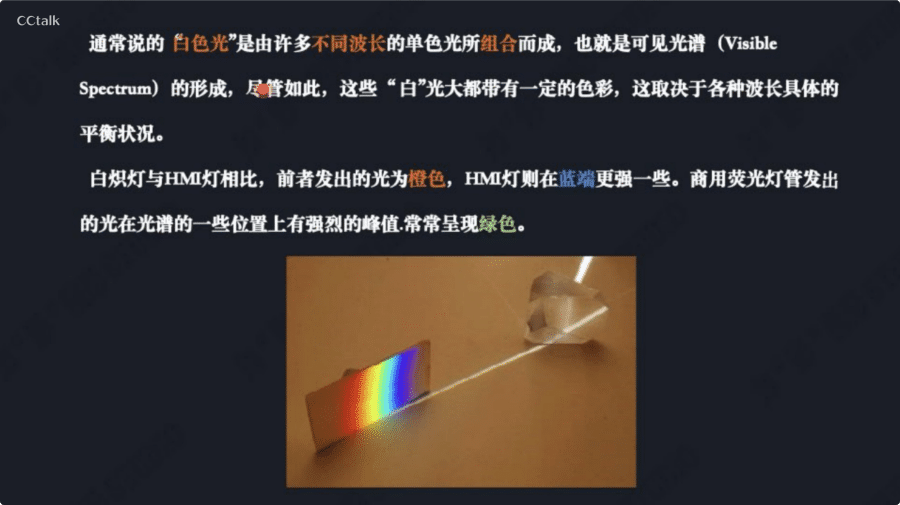 CCtalk
通常说的 “白色光”是由许多不同波长的单色光所组合而成，也就是可见光谱（Visible
Spectrum）的形成，尽管如此，这些 “白”光大都带有一定的色彩，这取决于各种波长具体的
平衡状况。
白炽灯与HMI灯相比，前者发出的光为橙色，HMI灯则在蓝端更强一些。商用荧光灯管发出
的光在光谱的一些位置上有强烈的峰值.常常呈现绿色。